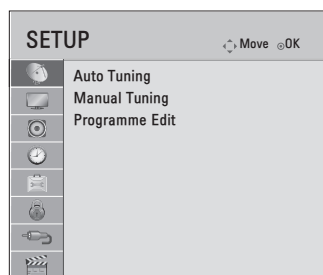 SETUP
Move OK
Auto Tuning
Manual Tuning
Programme Edit